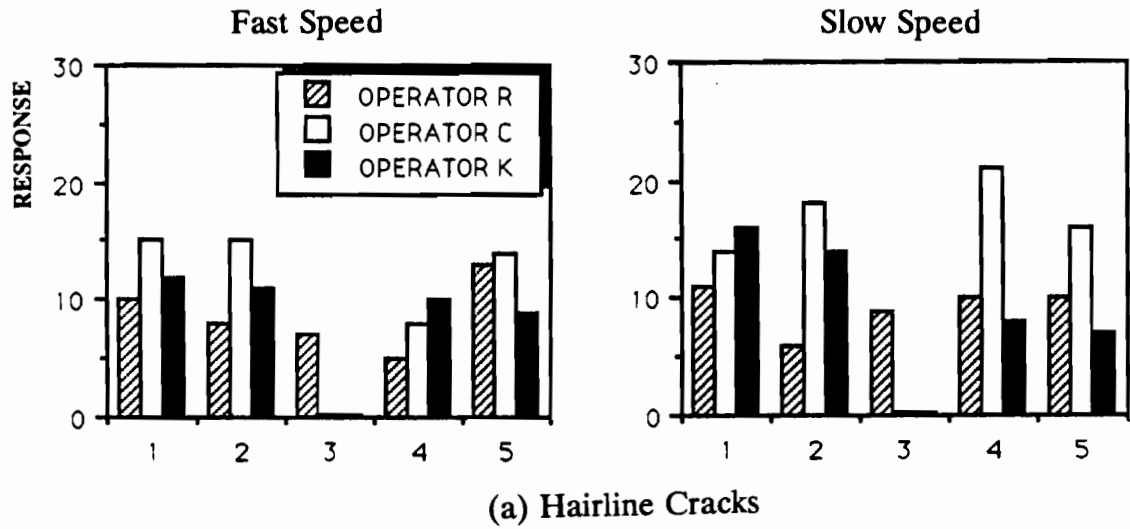 Fast Speed
Slow Speed
RESPONSE
30
20
10
0
OPERATOR R
OPERATOR C
OPERATOR K
1 2 3 4 5
30
20
10
0
1 2 3 4 5
(a) Hairline Cracks